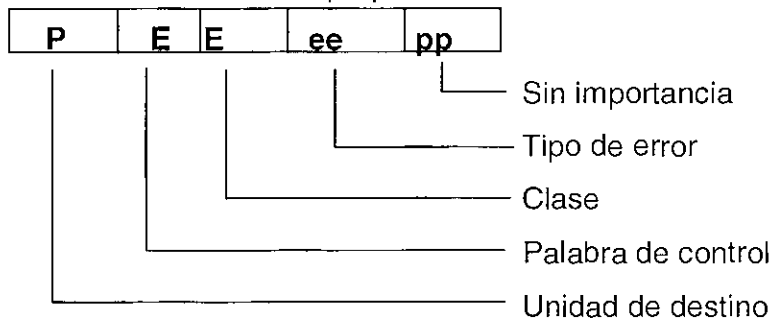 P E E ee pp
Sin importancia
Tipo de error
Clase
Palabra de control
Unidad de destino